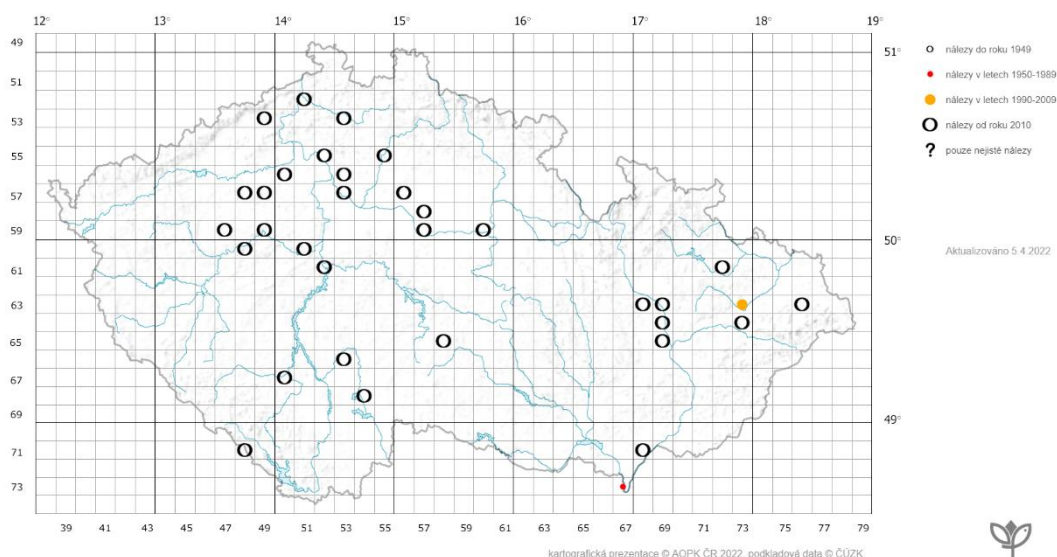 12° 13° 14° 15° 16° 17° 18° 19°
49
51°
51
53
55
57
59
50°
61
63
65
67
69
49°
71
73
39 41 43 45 47 49 51 53 55 57 59 61 63 65 67 69 71 73 75 77 79
nálezy do roku 1949
nálezy v letech 1950-1989
nálezy v letech 1990-2009
nálezy od roku 2010
? pouze nejisté nálezy
Aktualizováno 5.4.2022
kartografická prezentace © AOPK ČR 2022, podkladová data © ČÚZK